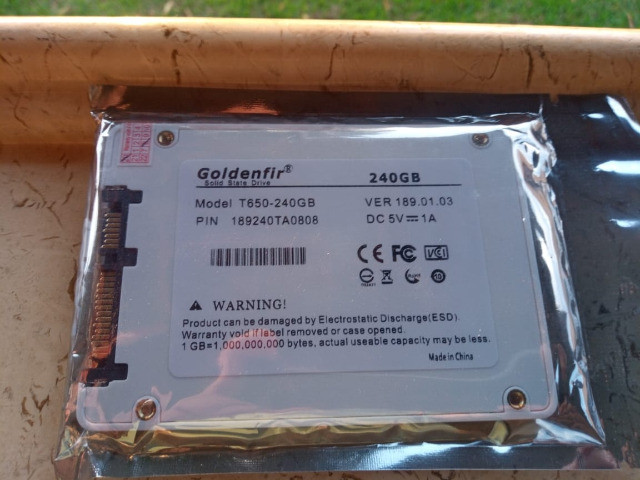 Goldenfir®
Solid State Drive
240GB
Model T650-240GB
VER 189.01.03
PIN 189240TA0808
DC 5V⎓1A
CE FC VCI
WARNING!
Product can be damaged by Electrostatic Discharge(ESD).
Warranty void if label removed or case opened.
1 GB=1,000,000,000 bytes, actual useable capacity may be less.
Made in China